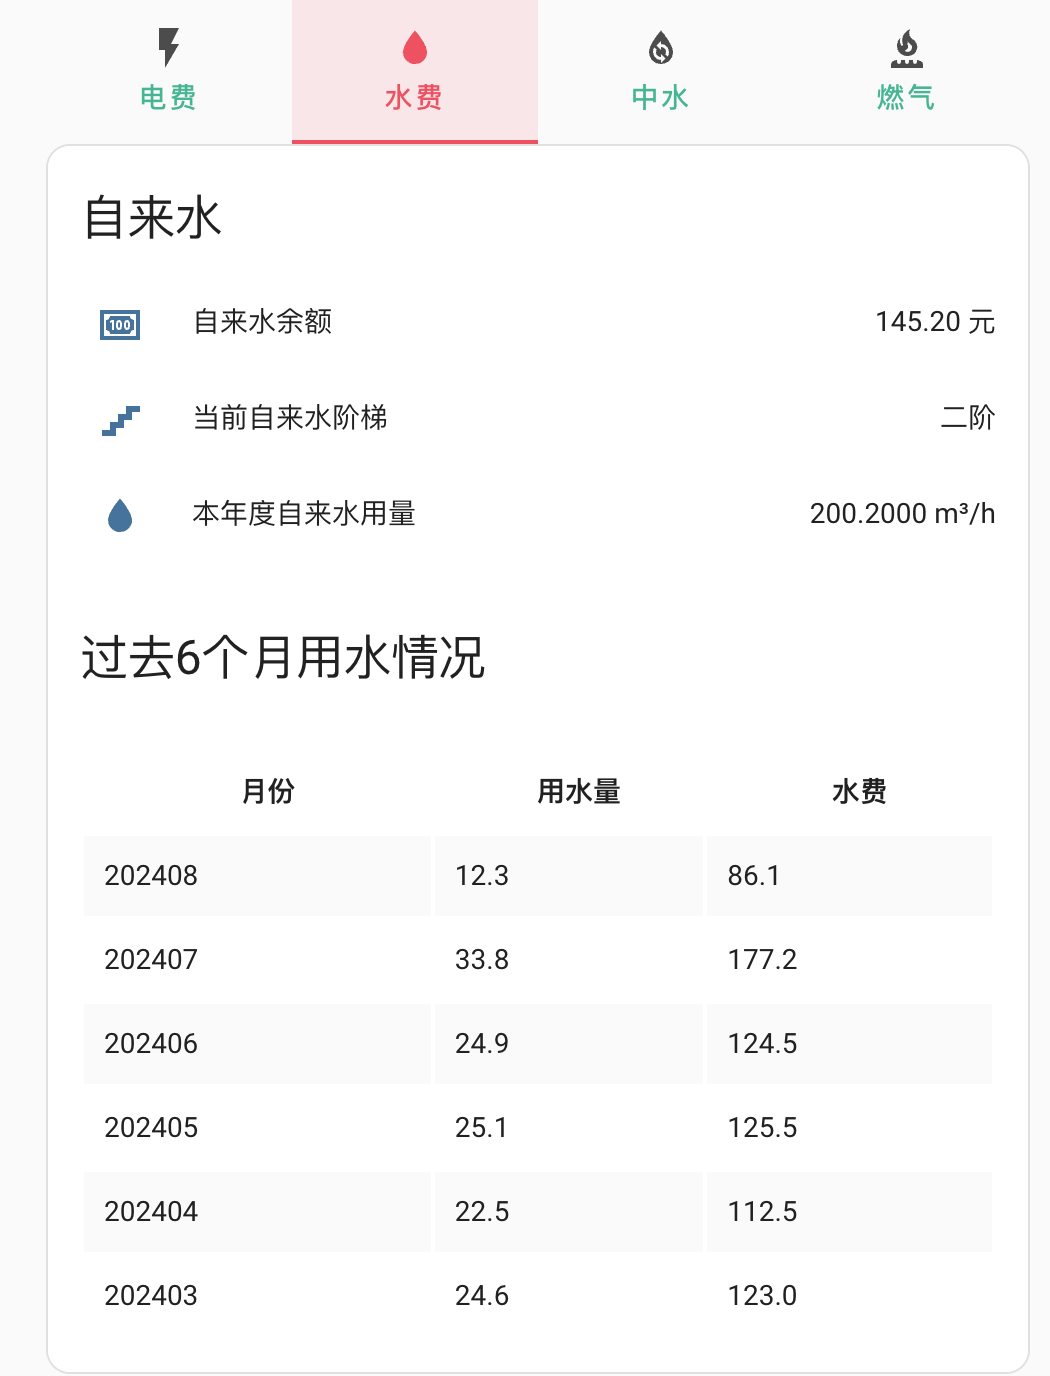 电费 水费 中水 燃气
自来水
100 自来水余额 145.20 元
当前自来水阶梯 二阶
本年度自来水用量 200.2000 m³/h
过去6个月用水情况
月份 用水量 水费
202408 12.3 86.1
202407 33.8 177.2
202406 24.9 124.5
202405 25.1 125.5
202404 22.5 112.5
202403 24.6 123.0